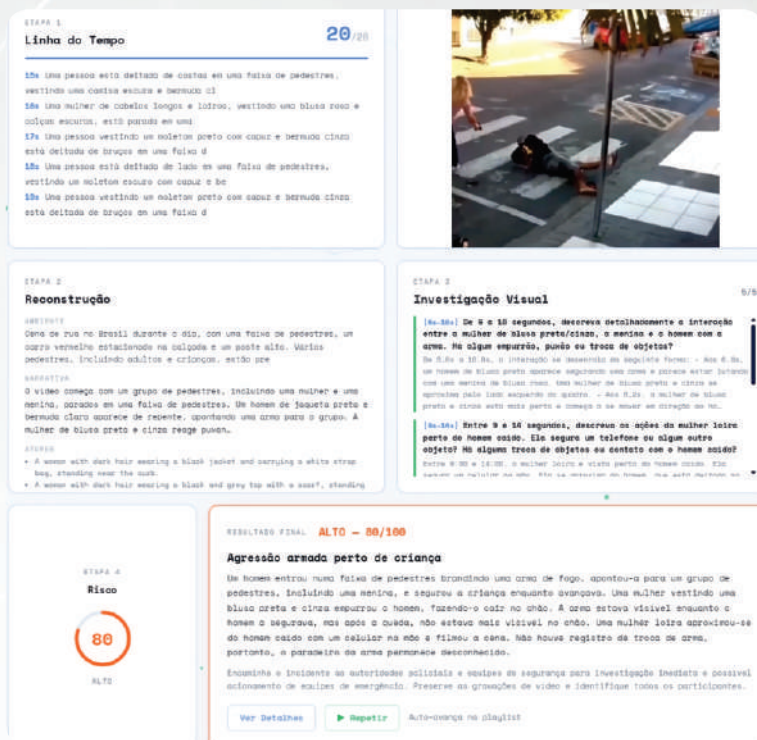 ETAPA 1
Linha do Tempo
20/20
15s Uma pessoa está deitada de costas em uma faixa de pedestres,
vestindo uma camisa escura e bermuda cl
16s Uma mulher de cabelos longos e loiros, vestindo uma blusa rosa e
calças escuras, está parada em uma
17s Uma pessoa vestindo um moletom preto com capuz e bermuda cinza
está deitada de bruços em uma faixa d
18s Uma pessoa está deitada de lado em uma faixa de pedestres,
vestindo um moletom escuro com capuz e be
19s Uma pessoa vestindo um moletom preto com capuz e bermuda cinza
está deitada de bruços em uma faixa d
ETAPA 2
Reconstrução
AMBIENTE
Cena de rua no Brasil durante o dia, com uma faixa de pedestres, um
carro vermelho estacionado na calçada e um poste alto. Vários
pedestres, incluindo adultos e crianças, estão pre
NARRATIVA
O vídeo começa com um grupo de pedestres, incluindo uma mulher e uma
menina, parados em uma faixa de pedestres. Um homem de jaqueta preta e
bermuda clara aparece de repente, apontando uma arma para o grupo. A
mulher de blusa preta e cinza reage puxan…
ATORES
• A woman with dark hair wearing a black jacket and carrying a white strap
bag, standing near the curb.
• A woman with dark hair wearing a black and grey top with a scarf, standing
ETAPA 3
Investigação Visual
5/5
De 5 a 10 segundos, descreva detalhadamente a interação
entre a mulher de blusa preta/cinza, a menina e o homem com a
arma. Há algum empurrão, puxão ou troca de objetos?
a interação se desenrola da seguinte forma: - Aos
um homem de blusa preta aparece segurando uma arma e parece estar lutando
com uma menina de blusa rosa. Uma mulher de blusa preta e cinza se
aproxima pelo lado esquerdo do quadro. - Aos 6.2s, a mulher de blusa
preta e cinza está mais perto e começa a se mover em direção ao
Entre 9 e 14 segundos, descreva as ações da mulher loira
perto do homem caído. Ela segura um telefone ou algum outro
objeto? Há alguma troca de objetos ou contato com o homem caído?
Entre 9:00 e 14:00, a mulher loira é vista perto do homem caído. Ela
ETAPA 4
Risco
80
ALTO
RESULTADO FINAL ALTO — 80/100
Agressão armada perto de criança
Um homem entrou numa faixa de pedestres brandindo uma arma de fogo, apontou-a para um grupo de
pedestres, incluindo uma menina, e segurou a criança enquanto avançava. Uma mulher vestindo uma
blusa preta e cinza empurrou o homem, fazendo-o cair no chão. A arma estava visível enquanto o
homem a segurava, mas após a queda, não estava mais visível no chão. Uma mulher loira aproximou-se
do homem caído com um celular na mão e filmou a cena. Não houve registro de troca de arma,
portanto, o paradeiro da arma permanece desconhecido.
Encaminhe o incidente às autoridades policiais e equipes de segurança para investigação imediata e possível
acionamento de equipes de emergência. Preserve as gravações de vídeo e identifique todos os participantes.
Ver Detalhes
▶ Repetir
Auto-avança no playlist